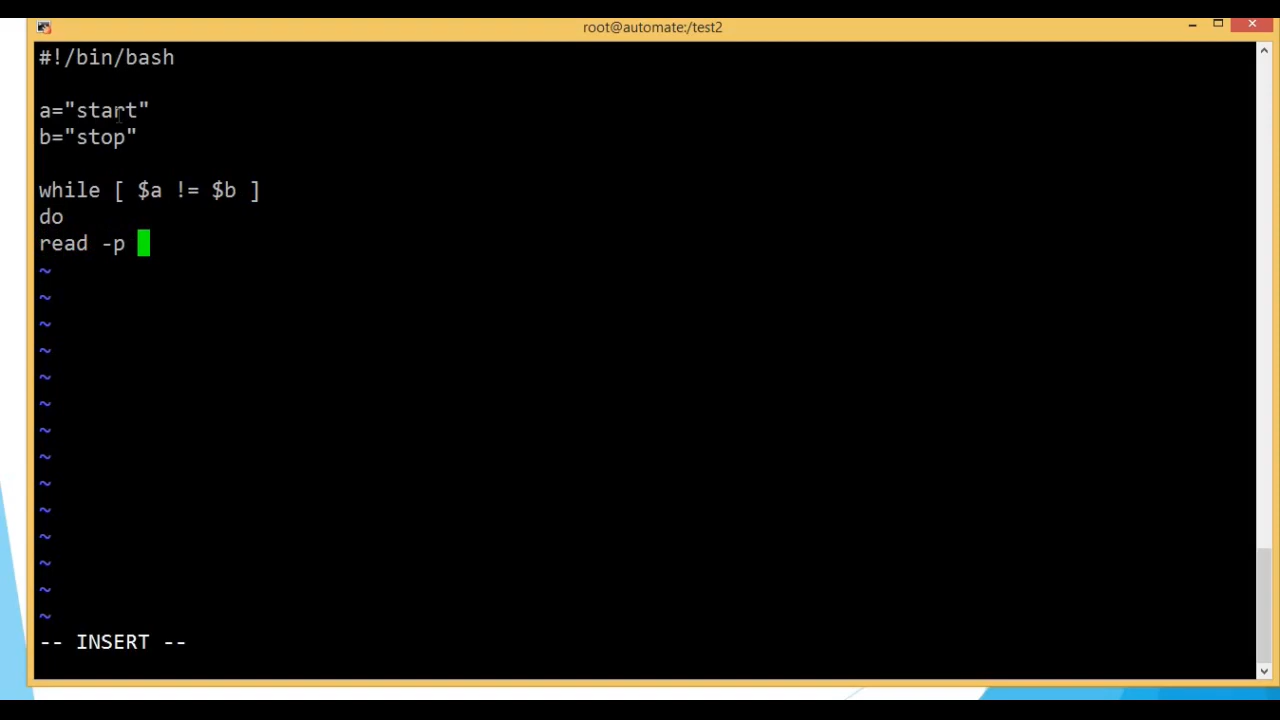 root@automate:/test2
#!/bin/bash
a="start"
b="stop"
while [ $a != $b ]
do
read -p
~
~
~
~
~
~
~
~
~
~
~
~
~
~
-- INSERT --